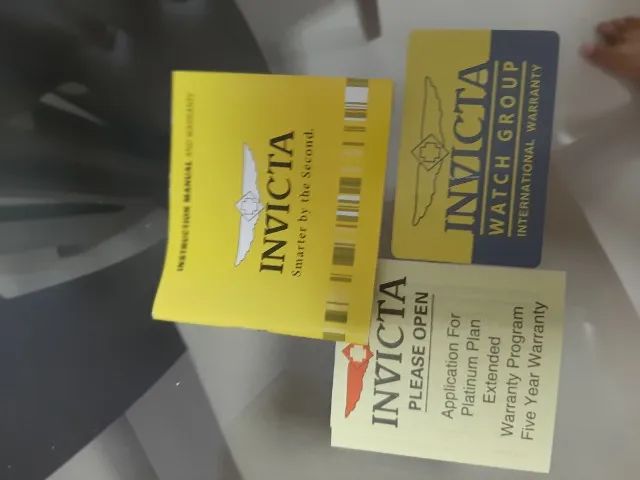 INSTRUCTION MANUAL AND WARRANTY
INVICTA
Smarter by the Second.
INVICTA
WATCH GROUP
INTERNATIONAL WARRANTY
INVICTA
PLEASE OPEN
Application For
Platinum Plan
Extended
Warranty Program
Five Year Warranty